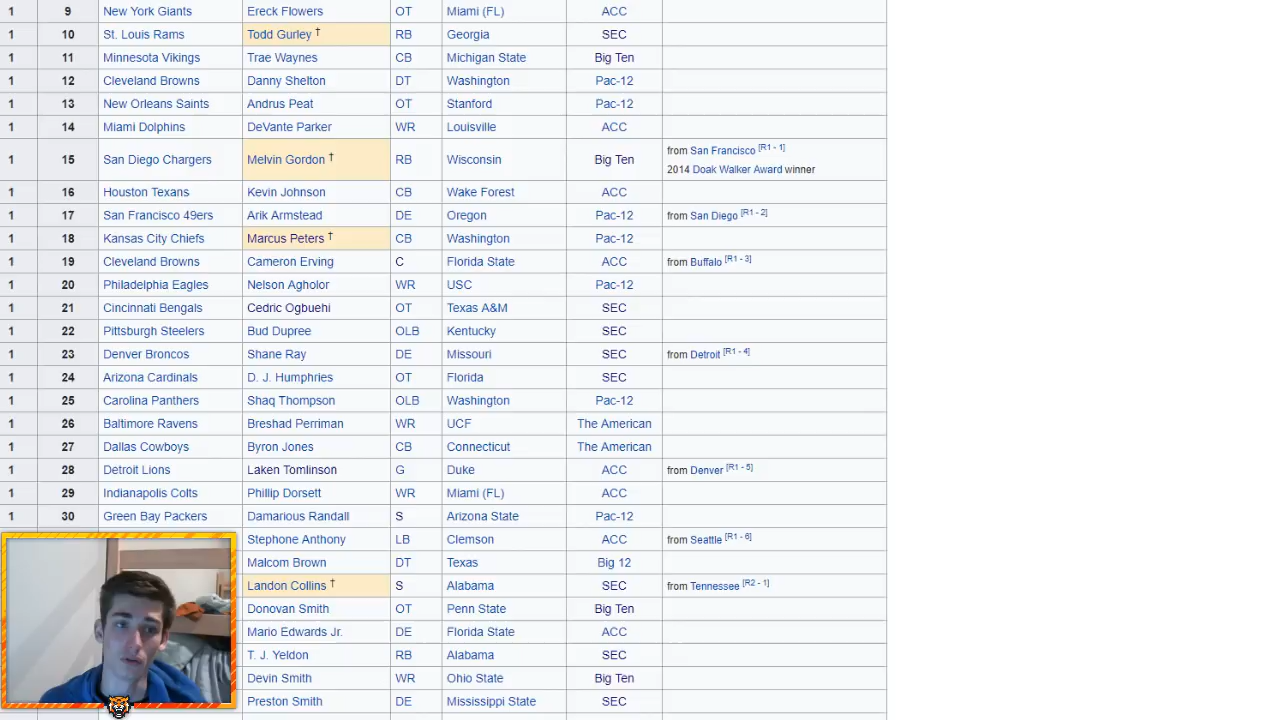 1 9 New York Giants Ereck Flowers OT Miami (FL) ACC
1 10 St. Louis Rams Todd Gurley † RB Georgia SEC
1 11 Minnesota Vikings Trae Waynes CB Michigan State Big Ten
1 12 Cleveland Browns Danny Shelton DT Washington Pac-12
1 13 New Orleans Saints Andrus Peat OT Stanford Pac-12
1 14 Miami Dolphins DeVante Parker WR Louisville ACC
1 15 San Diego Chargers Melvin Gordon † RB Wisconsin Big Ten from San Francisco [R1 - 1]
2014 Doak Walker Award winner
1 16 Houston Texans Kevin Johnson CB Wake Forest ACC
1 17 San Francisco 49ers Arik Armstead DE Oregon Pac-12 from San Diego [R1 - 2]
1 18 Kansas City Chiefs Marcus Peters † CB Washington Pac-12
1 19 Cleveland Browns Cameron Erving C Florida State ACC from Buffalo [R1 - 3]
1 20 Philadelphia Eagles Nelson Agholor WR USC Pac-12
1 21 Cincinnati Bengals Cedric Ogbuehi OT Texas A&M SEC
1 22 Pittsburgh Steelers Bud Dupree OLB Kentucky SEC
1 23 Denver Broncos Shane Ray DE Missouri SEC from Detroit [R1 - 4]
1 24 Arizona Cardinals D. J. Humphries OT Florida SEC
1 25 Carolina Panthers Shaq Thompson OLB Washington Pac-12
1 26 Baltimore Ravens Breshad Perriman WR UCF The American
1 27 Dallas Cowboys Byron Jones CB Connecticut The American
1 28 Detroit Lions Laken Tomlinson G Duke ACC from Denver [R1 - 5]
1 29 Indianapolis Colts Phillip Dorsett WR Miami (FL) ACC
1 30 Green Bay Packers Damarious Randall S Arizona State Pac-12
Stephone Anthony LB Clemson ACC from Seattle [R1 - 6]
Malcom Brown DT Texas Big 12
Landon Collins † S Alabama SEC from Tennessee [R2 - 1]
Donovan Smith OT Penn State Big Ten
Mario Edwards Jr. DE Florida State ACC
T. J. Yeldon RB Alabama SEC
Devin Smith WR Ohio State Big Ten
Preston Smith DE Mississippi State SEC